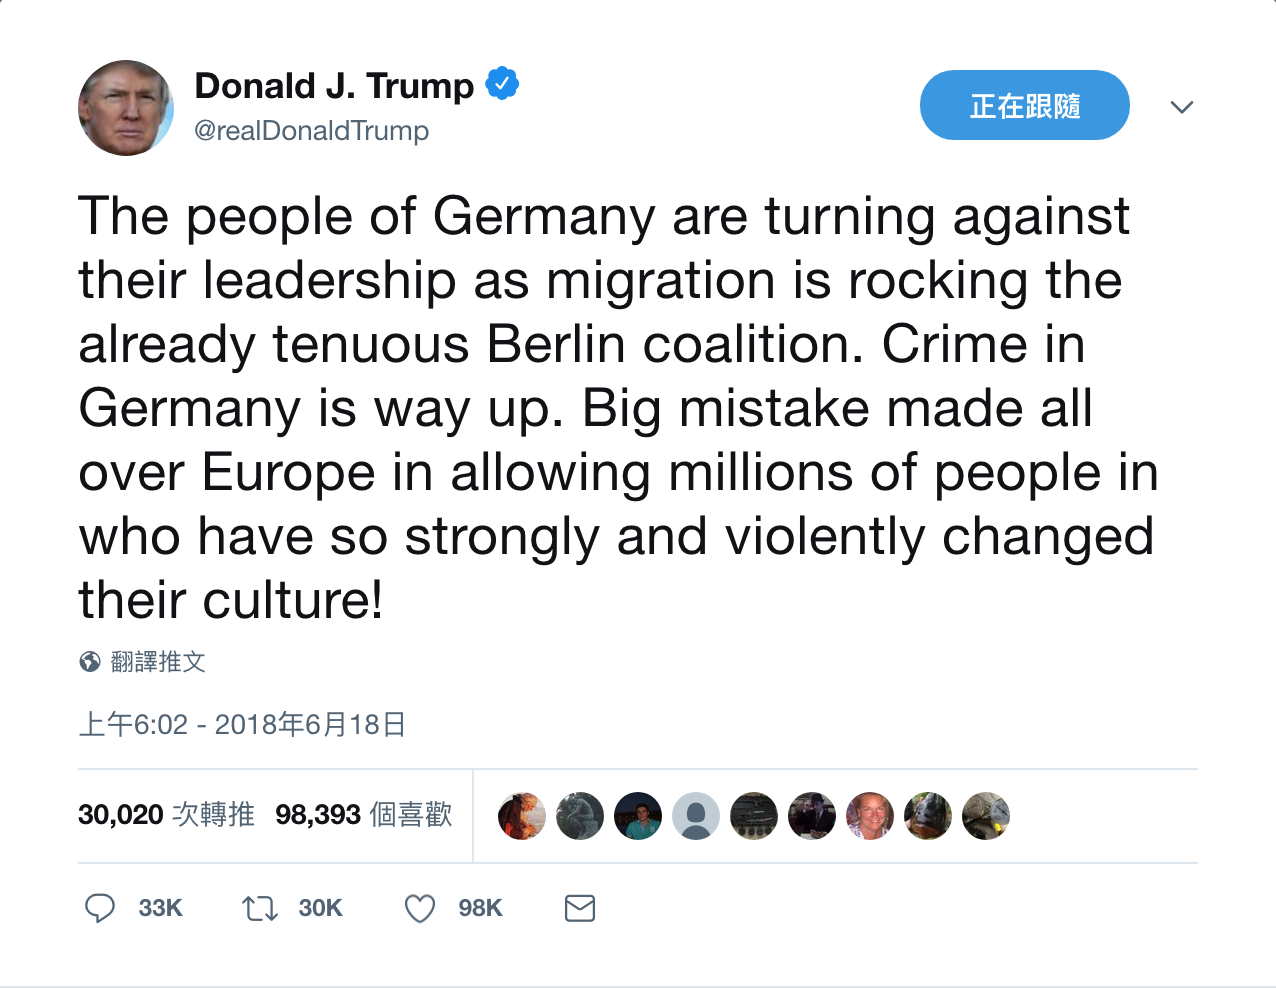 Donald J. Trump
@realDonaldTrump
正在跟隨
The people of Germany are turning against
their leadership as migration is rocking the
already tenuous Berlin coalition. Crime in
Germany is way up. Big mistake made all
over Europe in allowing millions of people in
who have so strongly and violently changed
their culture!
翻譯推文
上午6:02 - 2018年6月18日
30,020 次轉推 98,393 個喜歡
33K 30K 98K